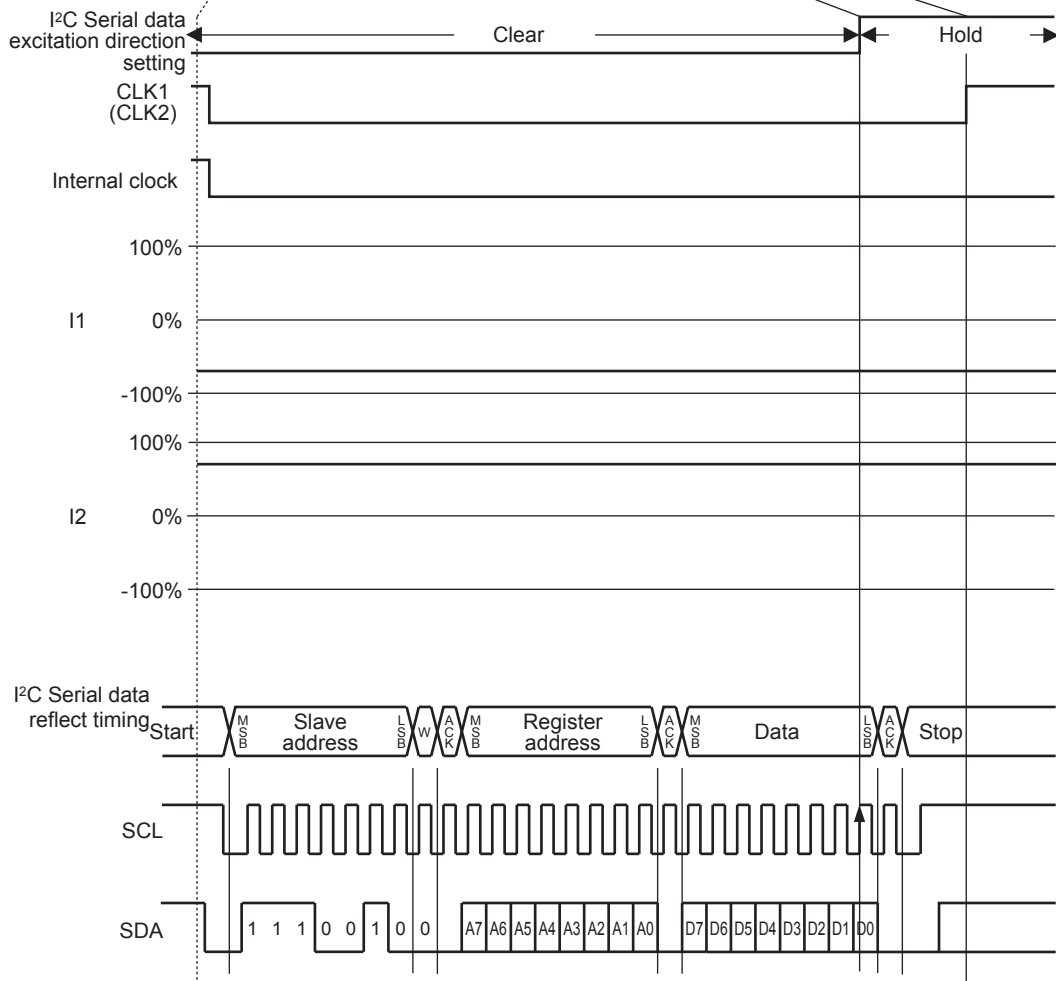 I²C Serial data
excitation direction
setting
Clear
Hold
CLK1
(CLK2)
Internal clock
100%
I1
0%
-100%
100%
I2
0%
-100%
I²C Serial data
reflect timing
Start
MSB
Slave
address
LSB
W
ACK
MSB
Register
address
LSB
ACK
MSB
Data
LSB
ACK
Stop
SCL
SDA
1 1 1 0 0 1 0 0
A7 A6 A5 A4 A3 A2 A1 A0
D7 D6 D5 D4 D3 D2 D1 D0